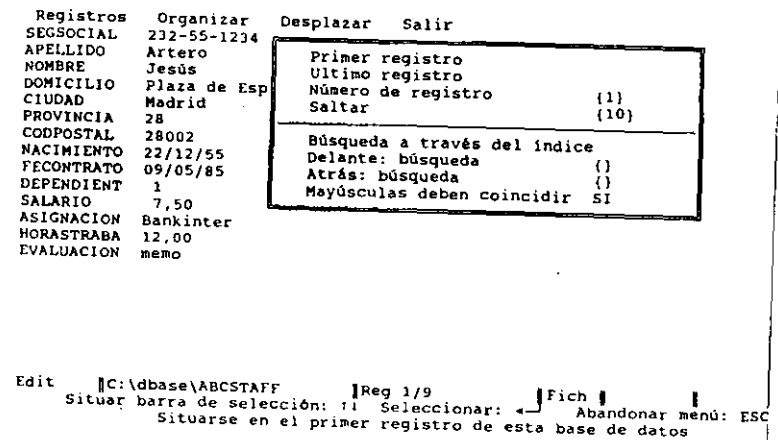 Registros Organizar Desplazar Salir
SEGSOCIAL 232-55-1234
APELLIDO Artero
NOMBRE Jesús
DOMICILIO Plaza de Esp
CIUDAD Madrid
PROVINCIA 28
CODPOSTAL 28002
NACIMIENTO 22/12/55
FECONTRATO 09/05/85
DEPENDIENT 1
SALARIO 7,50
ASIGNACION Bankinter
HORASTRABA 12,00
EVALUACION memo
Primer registro
Ultimo registro
Número de registro {1}
Saltar {10}
Búsqueda a través del índice
Delante: búsqueda {}
Atrás: búsqueda {}
Mayúsculas deben coincidir SI
Edit C:\dbase\ABCSTAFF Reg 1/9 Fich
Situar barra de selección: ↑↓ Seleccionar: ◄┘ Abandonar menú: ESC
Situarse en el primer registro de esta base de datos